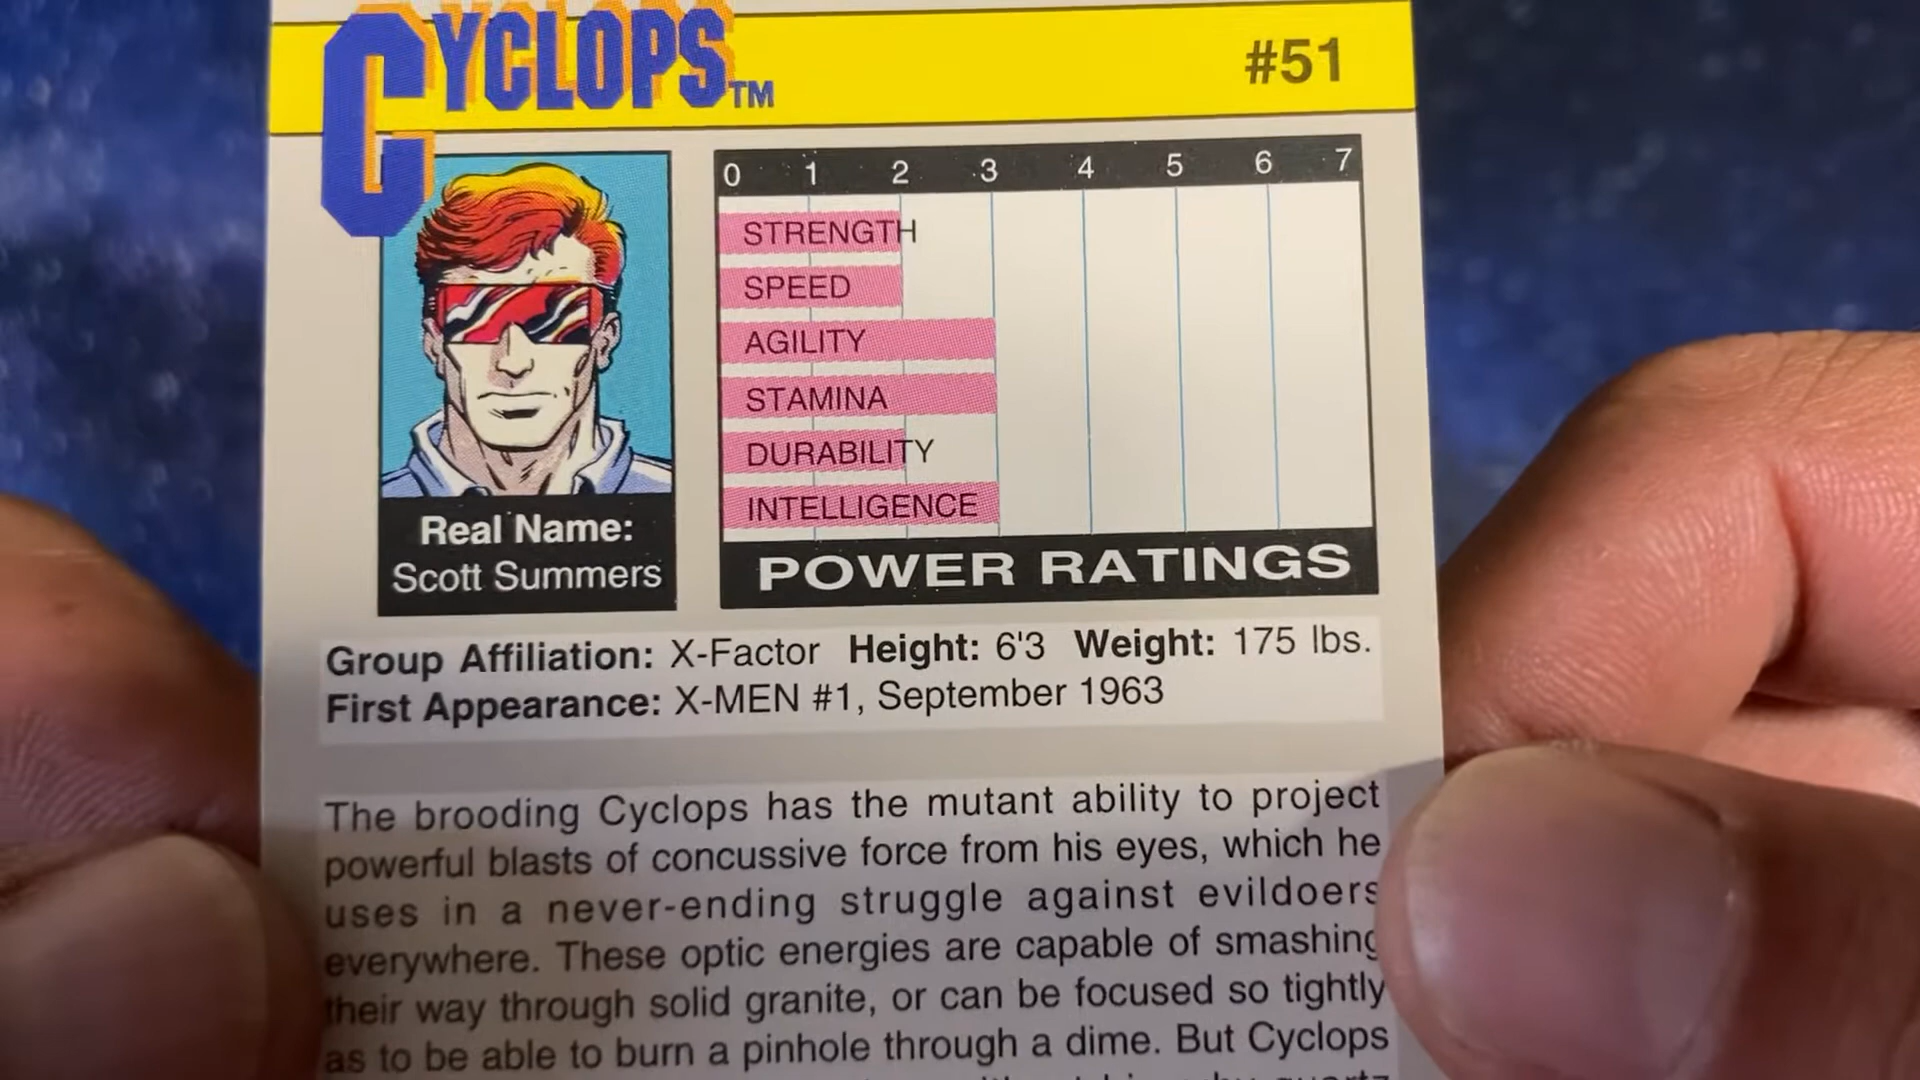 CYCLOPS™
#51
0 1 2 3 4 5 6 7
STRENGTH
SPEED
AGILITY
STAMINA
DURABILITY
INTELLIGENCE
POWER RATINGS
Real Name:
Scott Summers
Group Affiliation: X-Factor Height: 6'3 Weight: 175 lbs.
First Appearance: X-MEN #1, September 1963
The brooding Cyclops has the mutant ability to project
powerful blasts of concussive force from his eyes, which he
uses in a never-ending struggle against evildoers
everywhere. These optic energies are capable of smashing
their way through solid granite, or can be focused so tightly
as to be able to burn a pinhole through a dime. But Cyclops